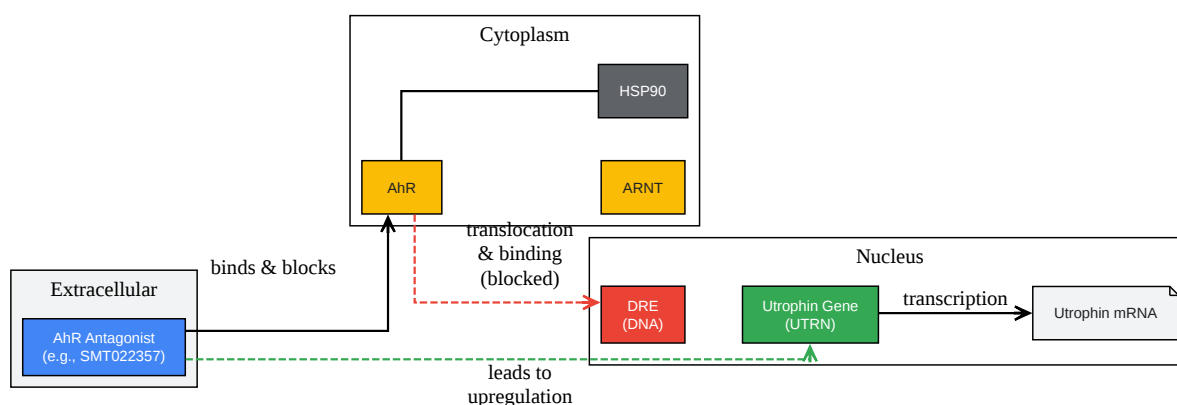 Cytoplasm
HSP90
AhR
ARNT
translocation
& binding
(blocked)
binds & blocks
Nucleus
Extracellular
DRE
(DNA)
Utrophin Gene
(UTRN)
transcription
Utrophin mRNA
AhR Antagonist
(e.g., SMT022357)
leads to
upregulation